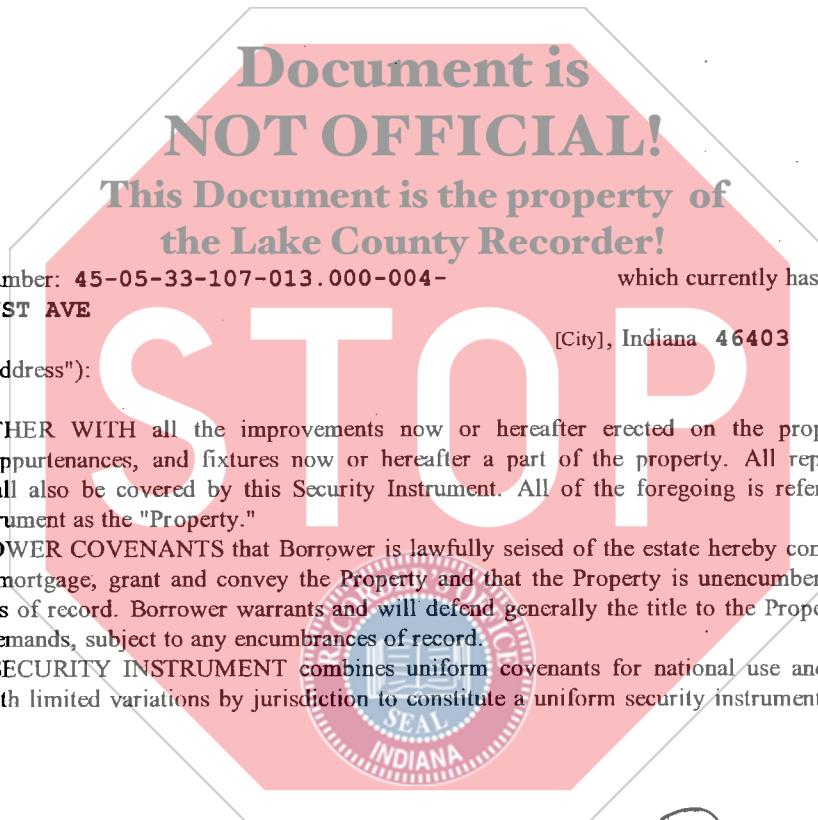 Document is
NOT OFFICIAL!
This Document is the property of
the Lake County Recorder!
mber: 45-05-33-107-013.000-004- which currently has
ST AVE
[City], Indiana 46403
ddress"):
STOP
THER WITH all the improvements now or hereafter erected on the prop
ppurtenances, and fixtures now or hereafter a part of the property. All rep
ll also be covered by this Security Instrument. All of the foregoing is refer
rument as the "Property."
OWER COVENANTS that Borrower is lawfully seised of the estate hereby con
mortgage, grant and convey the Property and that the Property is unencumber
s of record. Borrower warrants and will defend generally the title to the Prope
emands, subject to any encumbrances of record.
SECURITY INSTRUMENT combines uniform covenants for national use and
th limited variations by jurisdiction to constitute a uniform security instrument
RECORDER'S OFFICE
SEAL
INDIANA